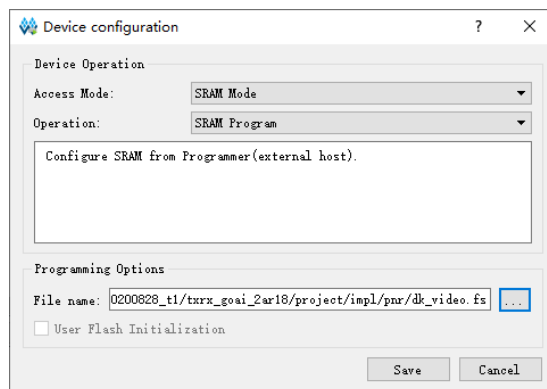 Device configuration ? ×
Device Operation
Access Mode: SRAM Mode
Operation: SRAM Program
Configure SRAM from Programmer(external host).
Programming Options
File name: 0200828_t1/txrx_goai_2ar18/project/impl/pnr/dk_video.fs ...
User Flash Initialization
Save Cancel